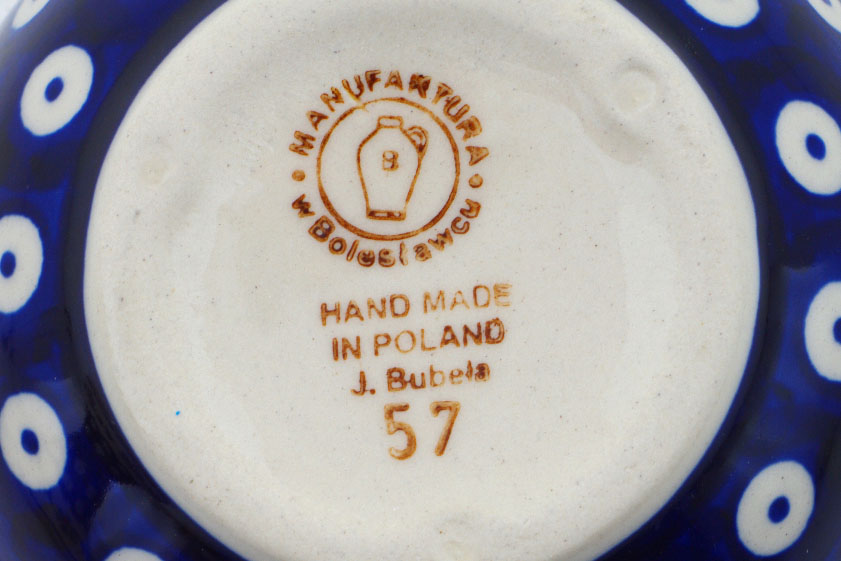 MANUFAKTURA
w Bolesławcu
B
HAND MADE
IN POLAND
J. Bubeła
57